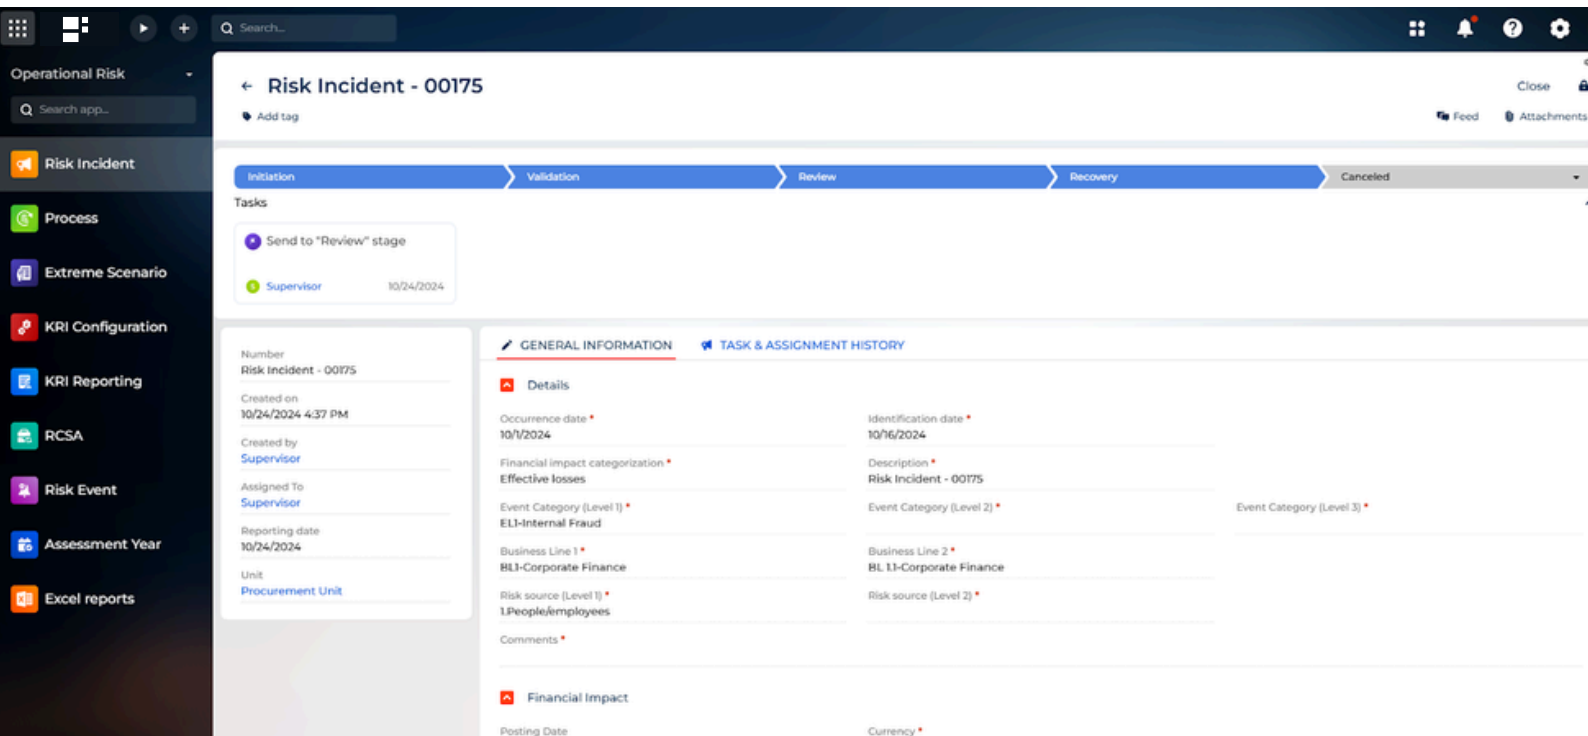 Search...
Operational Risk
Search app...
Risk Incident
Process
Extreme Scenario
KRI Configuration
KRI Reporting
RCSA
Risk Event
Assessment Year
Excel reports
Risk Incident - 00175
Close
Add tag
Feed
Attachments
Initiation
Validation
Review
Recovery
Canceled
Tasks
Send to "Review" stage
Supervisor
10/24/2024
Number
Risk Incident - 00175
Created on
10/24/2024 4:37 PM
Created by
Supervisor
Assigned To
Supervisor
Reporting date
10/24/2024
Unit
Procurement Unit
GENERAL INFORMATION
TASK & ASSIGNMENT HISTORY
Details
Occurrence date *
10/1/2024
Identification date *
10/16/2024
Financial impact categorization *
Effective losses
Description *
Risk Incident - 00175
Event Category (Level 1) *
EL1-Internal Fraud
Event Category (Level 2) *
Event Category (Level 3) *
Business Line 1 *
BL1-Corporate Finance
Business Line 2 *
BL 1.1-Corporate Finance
Risk source (Level 1) *
1.People/employees
Risk source (Level 2) *
Comments *
Financial Impact
Posting Date
Currency *